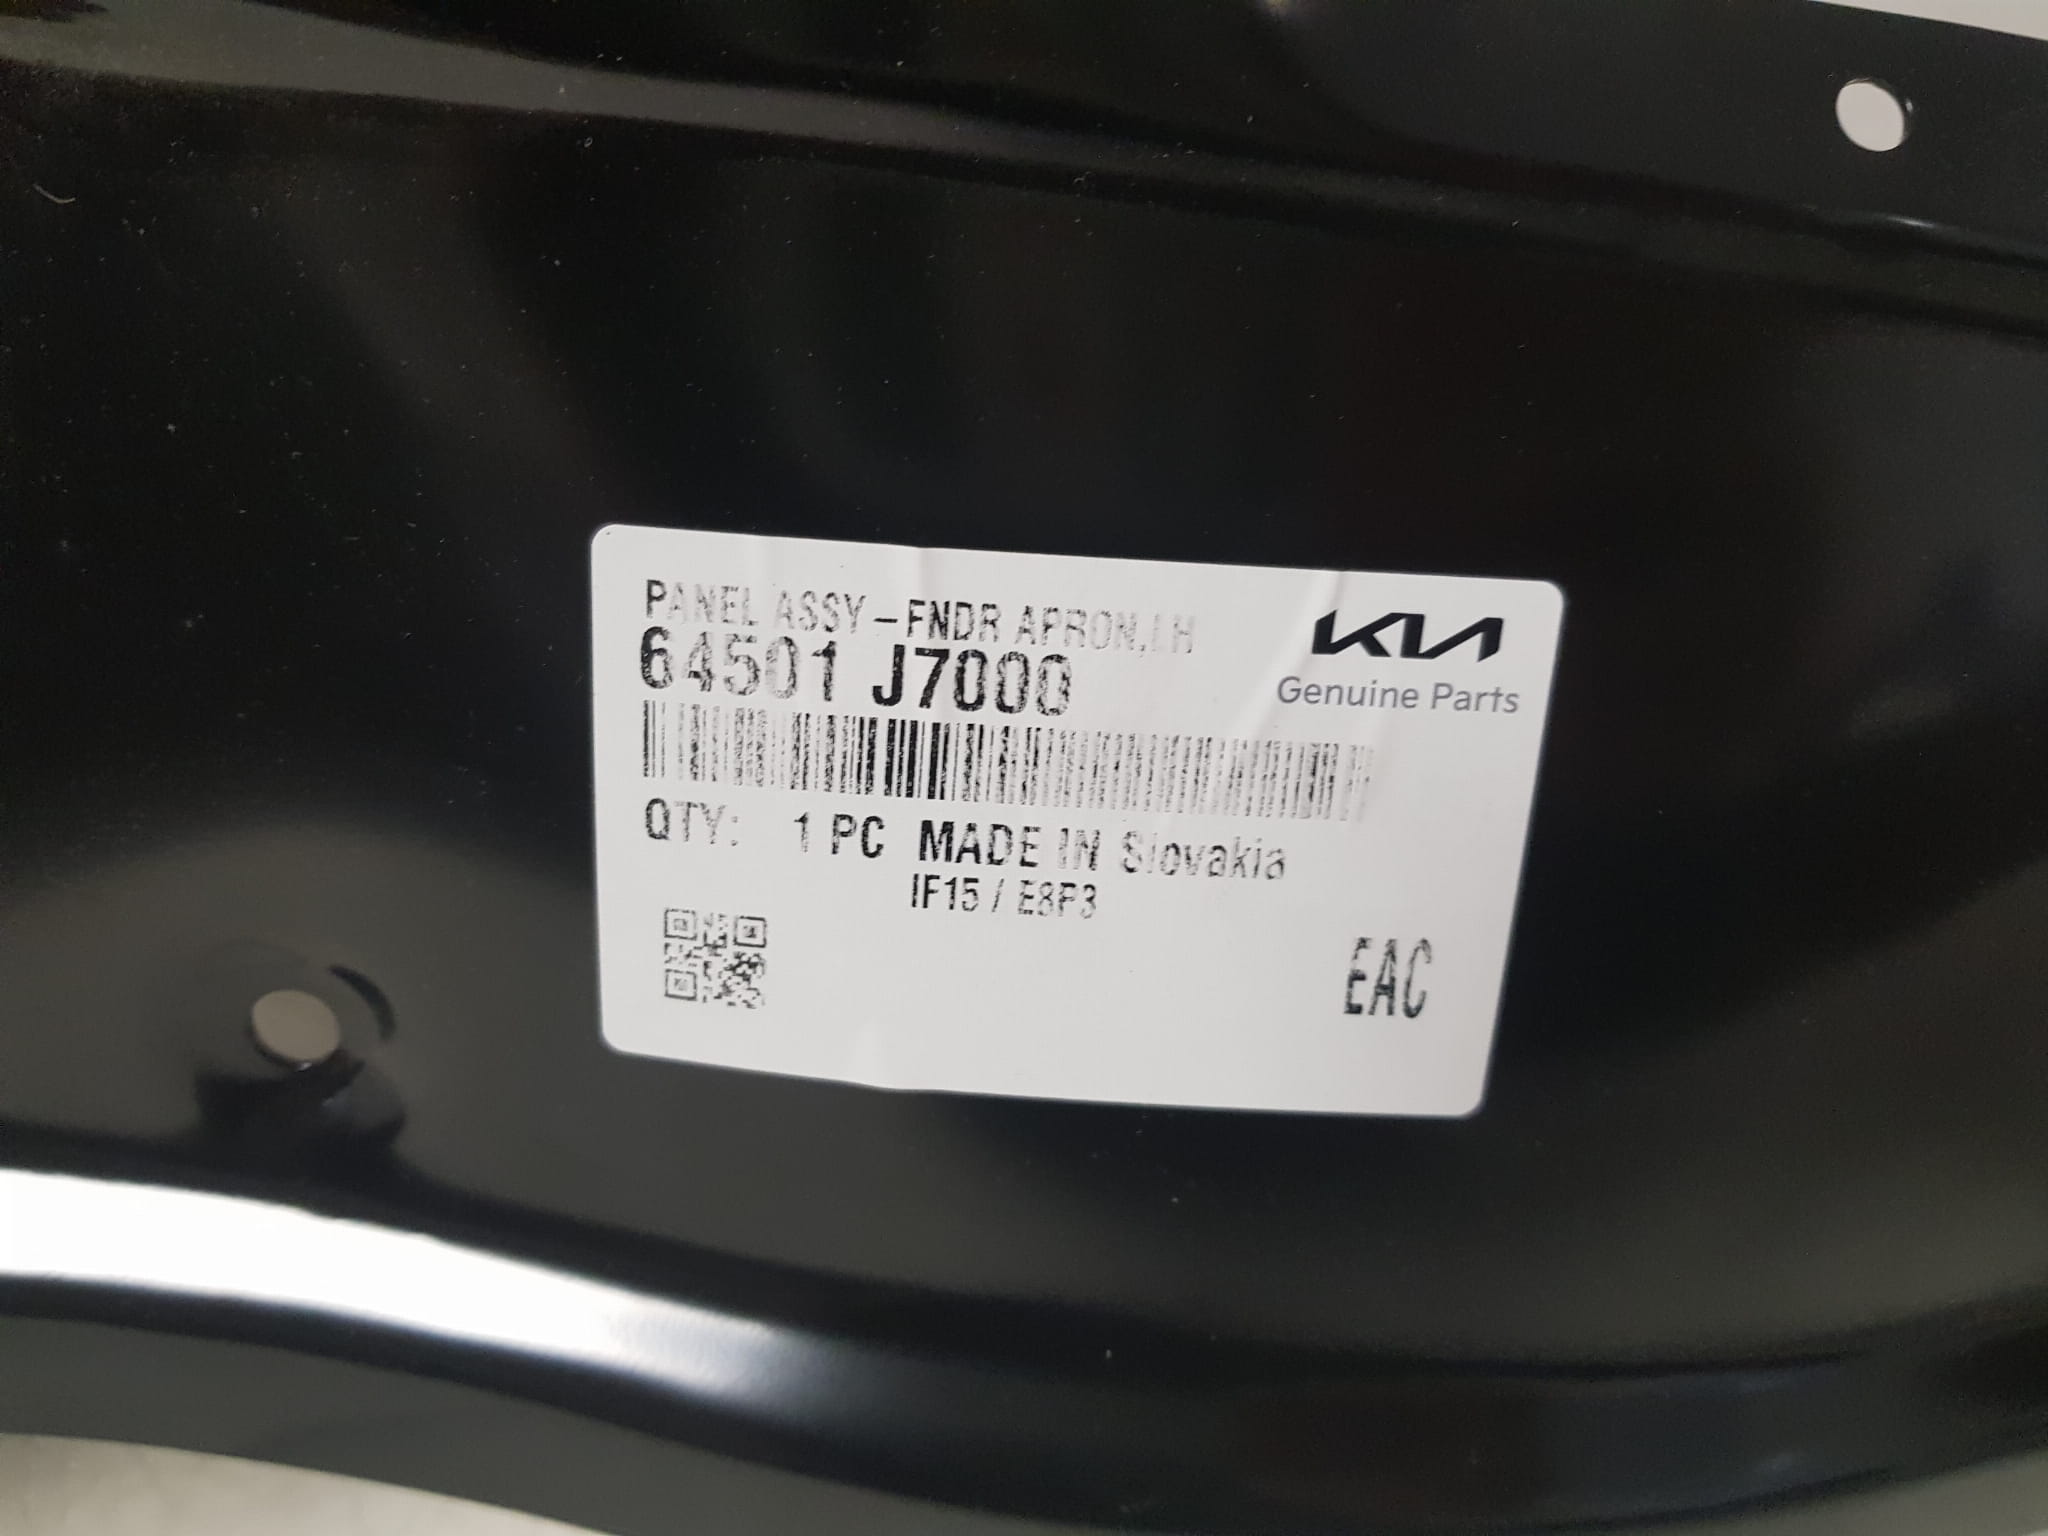 PANEL ASSY-FNDR APRON,LH
64501 J7000
KIA
Genuine Parts
QTY: 1 PC MADE IN Slovakia
IF15 / E8P3
EAC